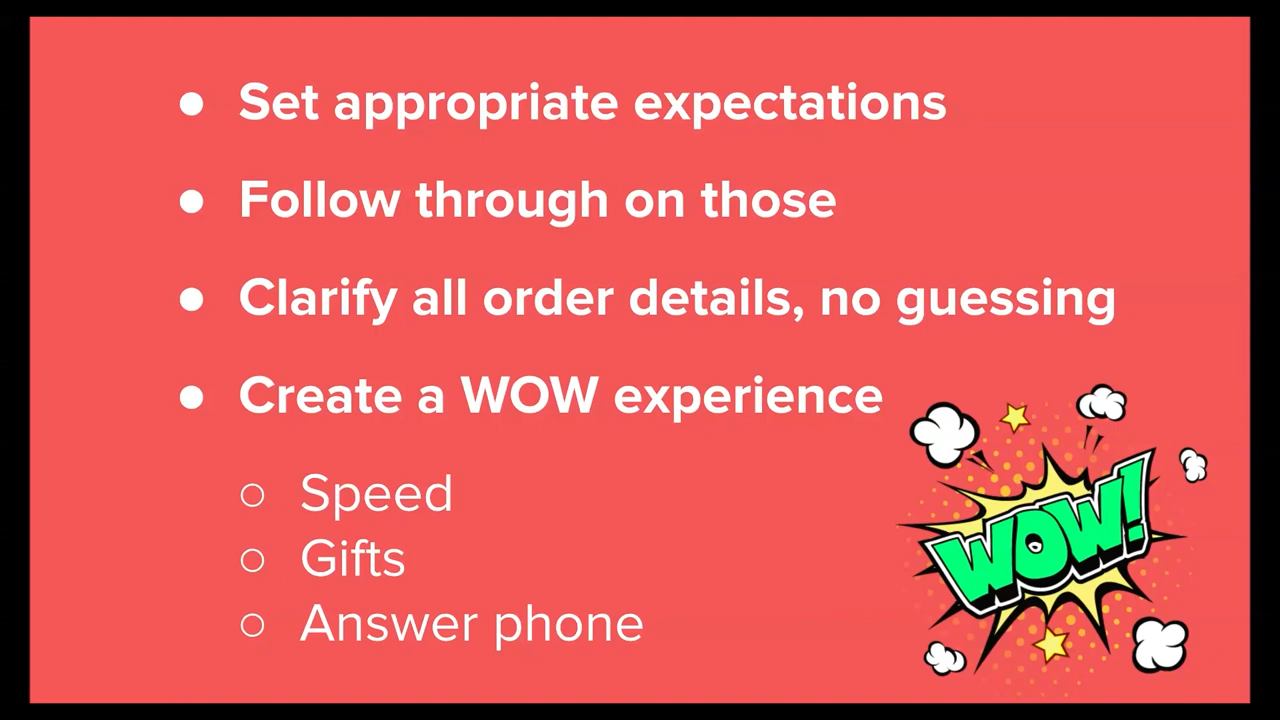 ● Set appropriate expectations
● Follow through on those
● Clarify all order details, no guessing
● Create a WOW experience
○ Speed
○ Gifts
○ Answer phone
WOW!